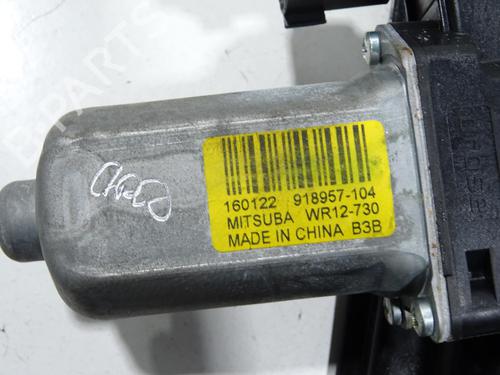 160122 918957-104
MITSUBA WR12-730
MADE IN CHINA B3B